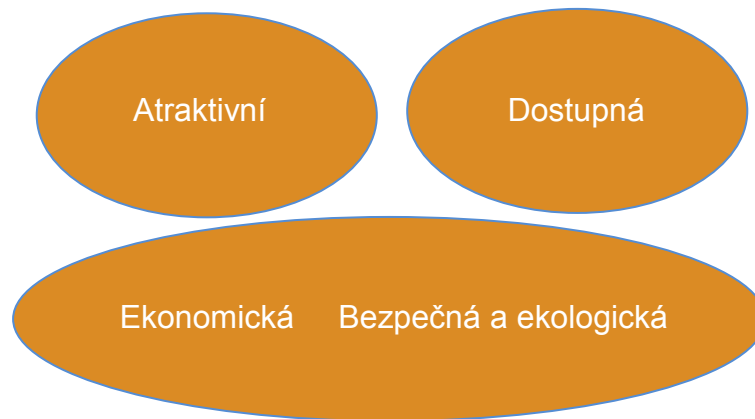 Atraktivní
Dostupná
Ekonomická
Bezpečná a ekologická